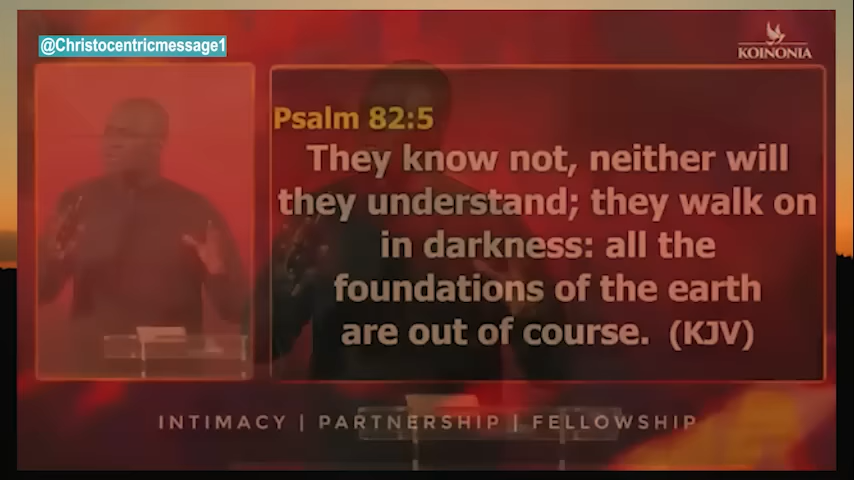 @Christocentricmessage1
KOINONIA
Psalm 82:5
They know not, neither will
they understand; they walk on
in darkness: all the
foundations of the earth
are out of course. (KJV)
INTIMACY | PARTNERSHIP | FELLOWSHIP